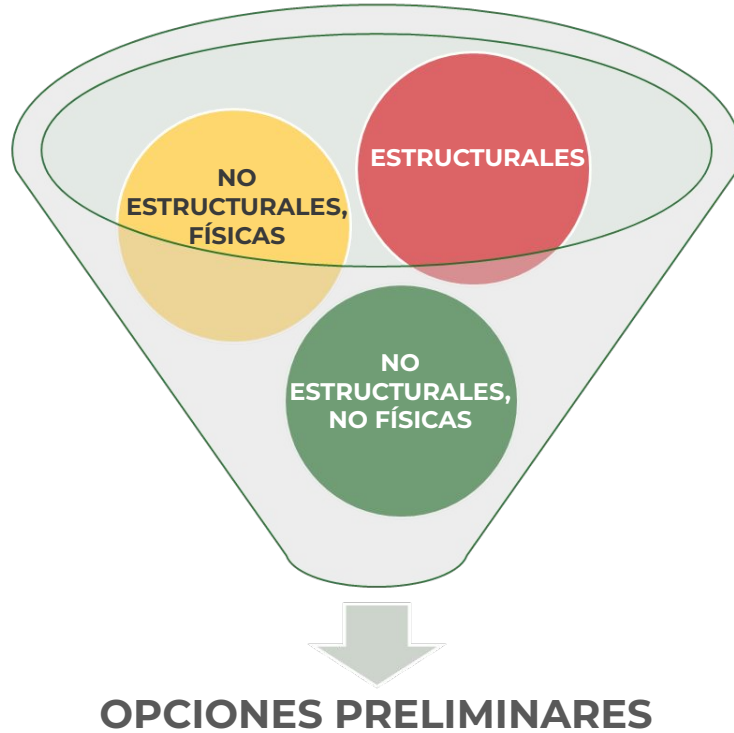 NO
ESTRUCTURALES,
FÍSICAS
ESTRUCTURALES
NO
ESTRUCTURALES,
NO FÍSICAS
OPCIONES PRELIMINARES